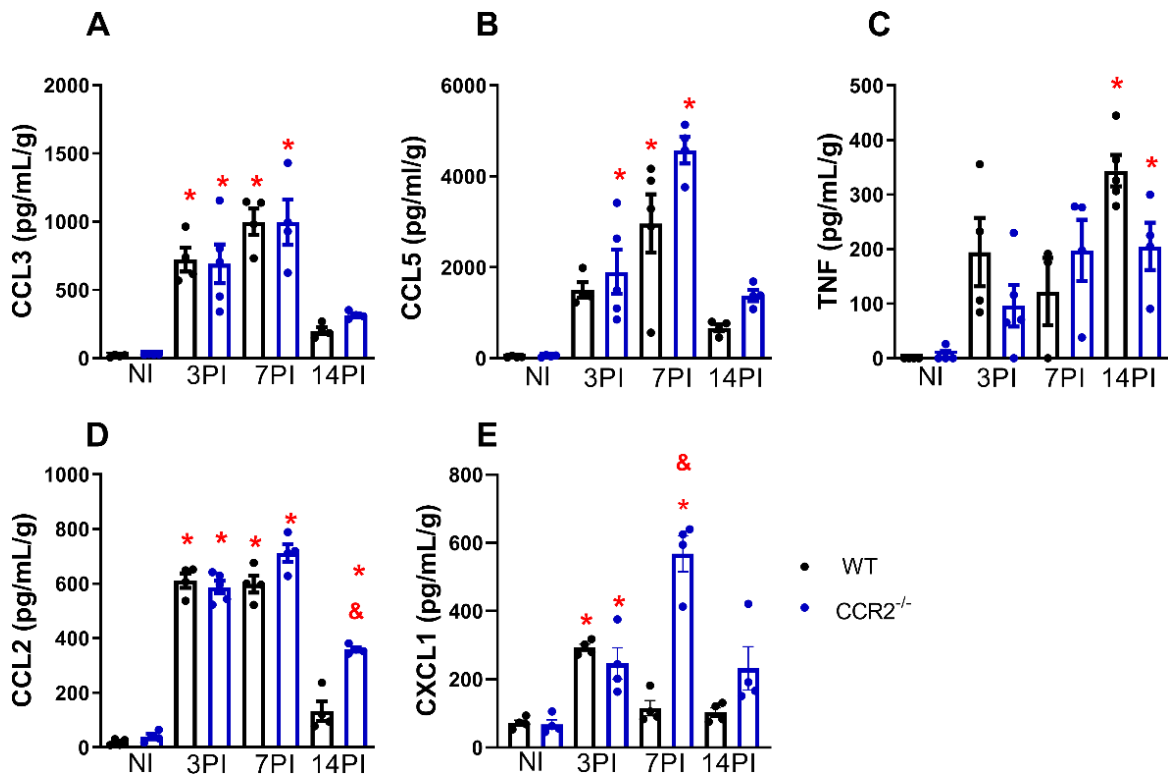 A
CCL3 (pg/mL/g)
2000
1500
1000
500
0
* * * *
NI 3PI 7PI 14PI
B
CCL5 (pg/ml/g)
6000
4000
2000
0
* * *
NI 3PI 7PI 14PI
C
TNF (pg/mL/g)
500
400
300
200
100
0
* *
NI 3PI 7PI 14PI
D
CCL2 (pg/mL/g)
1000
800
600
400
200
0
* * * * *
&
NI 3PI 7PI 14PI
E
CXCL1 (pg/mL/g)
800
600
400
200
0
&
* * *
NI 3PI 7PI 14PI
WT
CCR2-/-